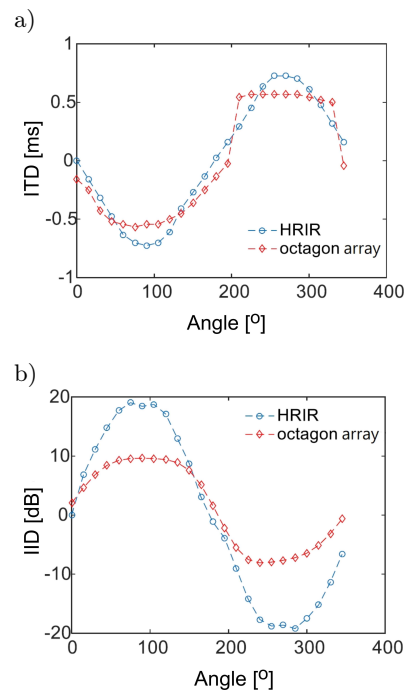 a)
1
0.5
0
-0.5
-1
ITD [ms]
HRIR
octagon array
0
100
200
300
400
Angle [o]
b)
20
10
0
-10
-20
IID [dB]
HRIR
octagon array
0
100
200
300
400
Angle [o]